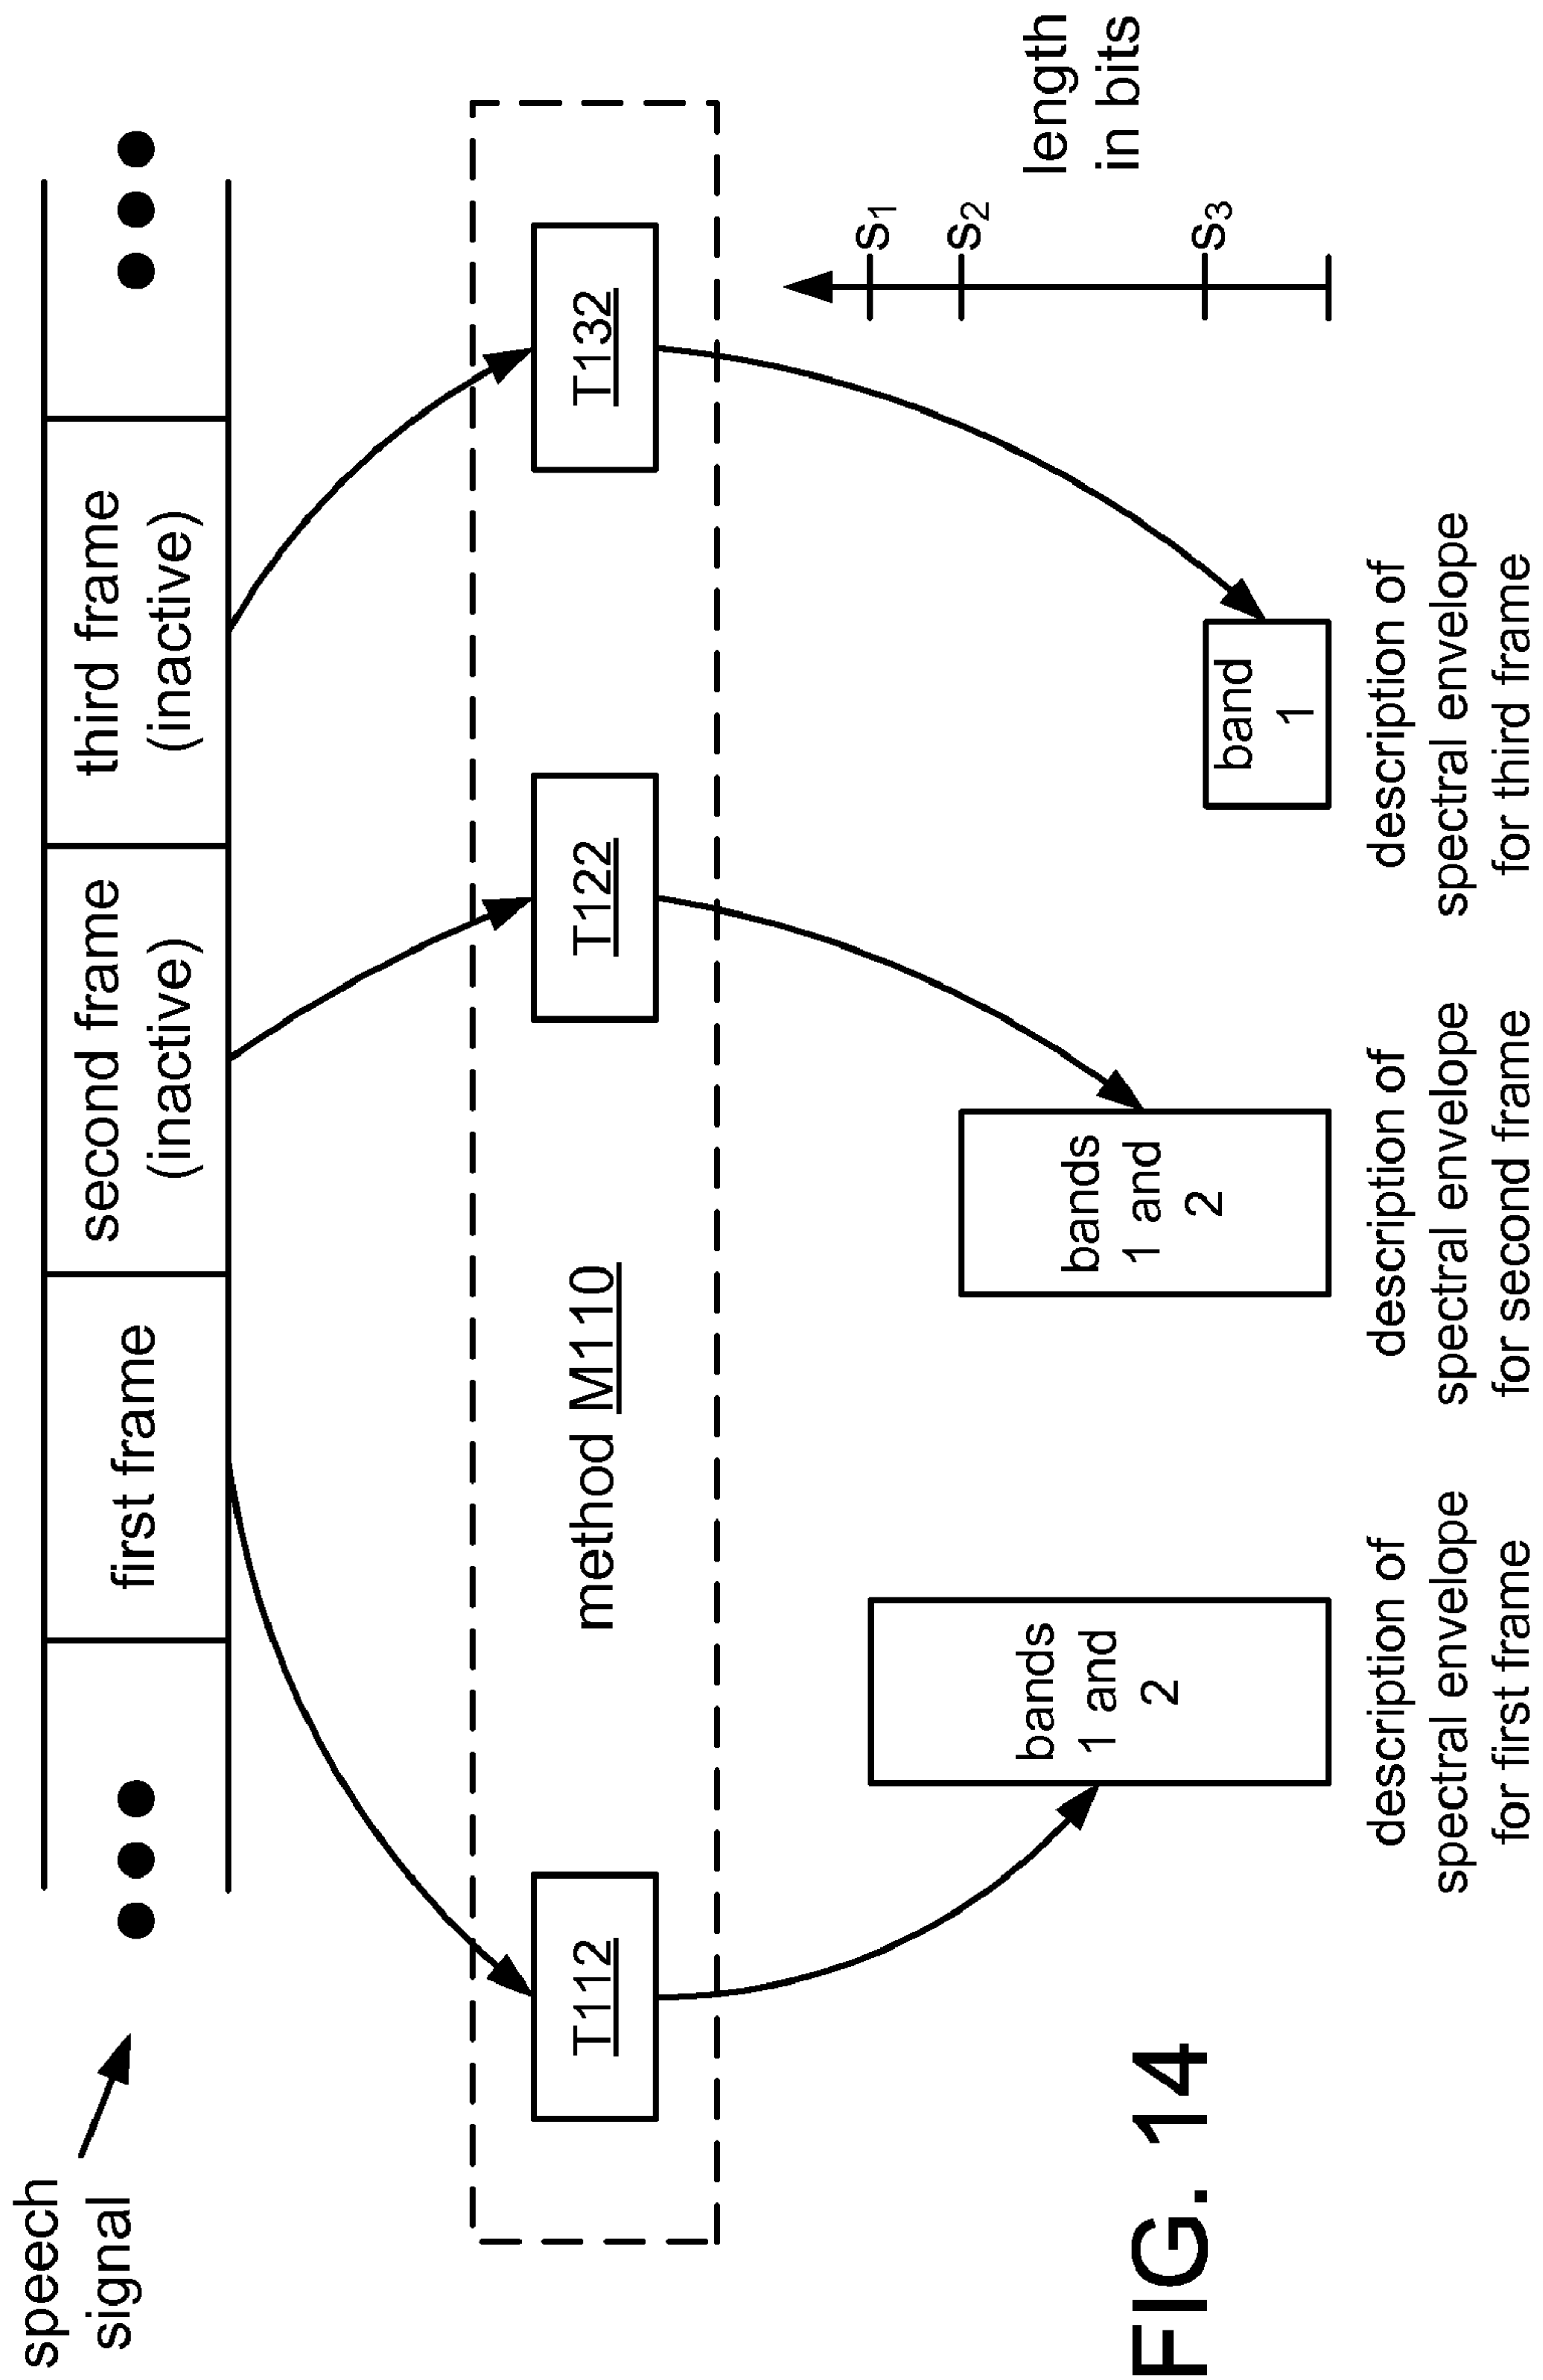 speech
signal
first frame
second frame
(inactive)
third frame
(inactive)
T112
method M110
T122
T132
bands
1 and
2
bands
1 and
2
band
1
s1
s2
s3
length
in bits
description of
spectral envelope
for first frame
description of
spectral envelope
for second frame
description of
spectral envelope
for third frame
FIG. 14